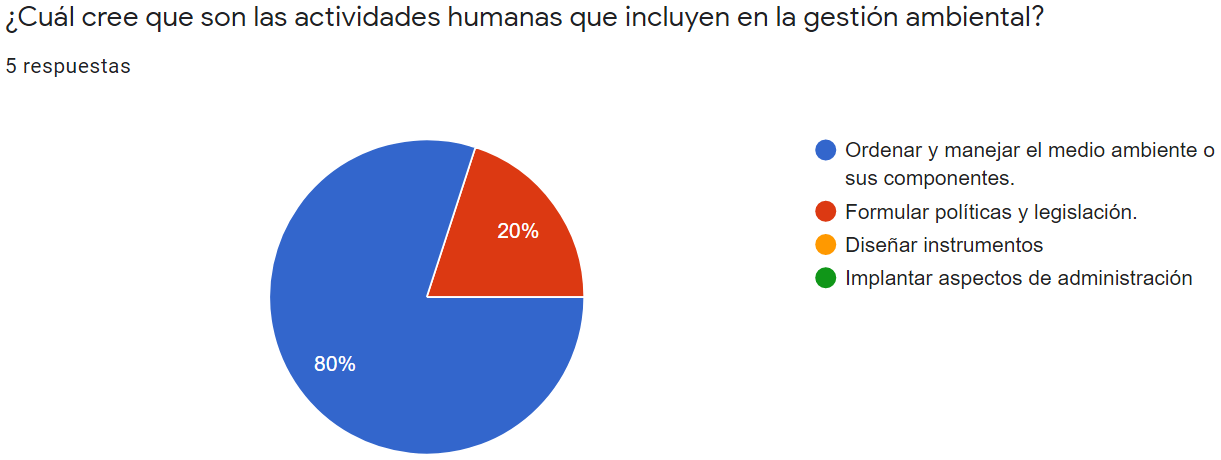 ¿Cuál cree que son las actividades humanas que incluyen en la gestión ambiental?
5 respuestas
Ordenar y manejar el medio ambiente o
sus componentes.
Formular políticas y legislación.
Diseñar instrumentos
Implantar aspectos de administración
20%
80%